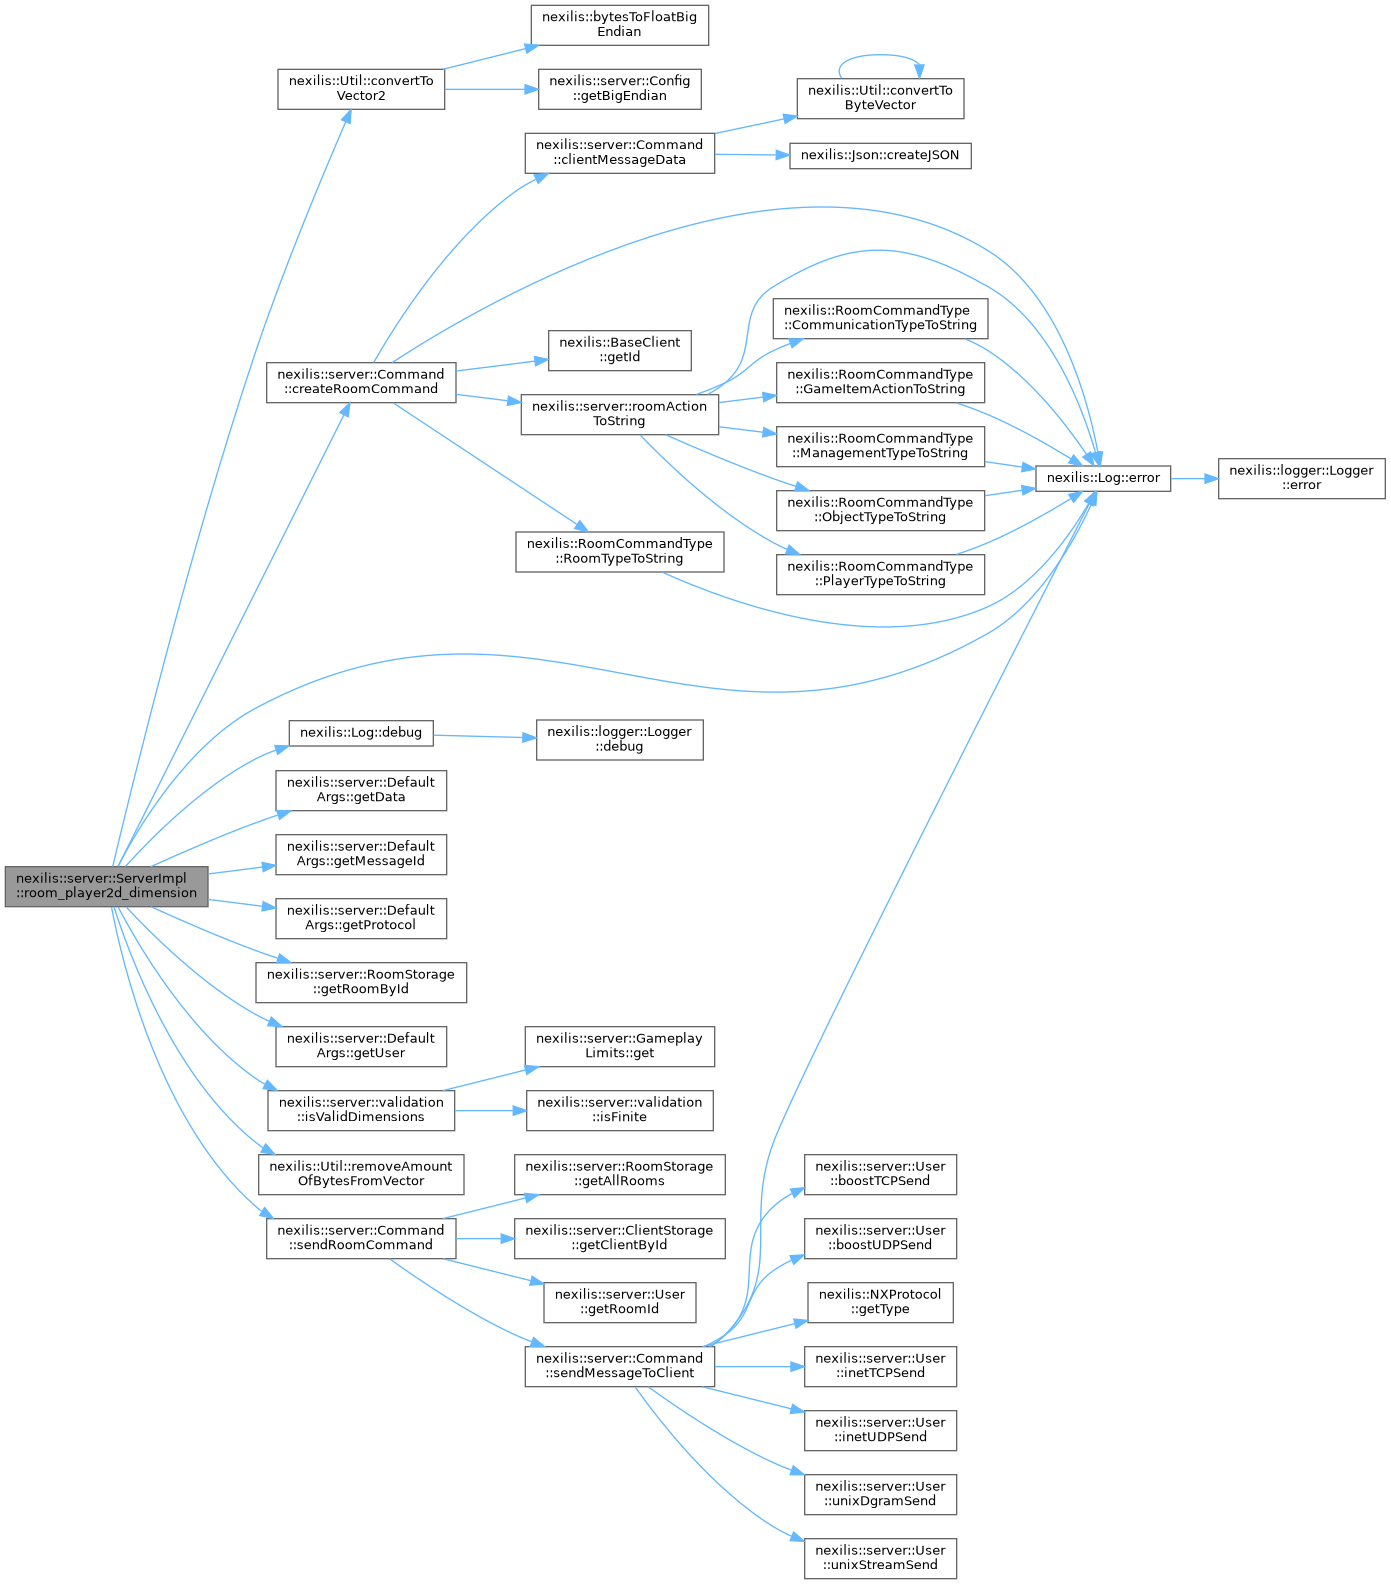 nexilis::bytesToFloatBig
Endian
nexilis::Util::convertTo
Vector2
nexilis::server::Config
::getBigEndian
nexilis::Util::convertTo
ByteVector
nexilis::server::Command
::clientMessageData
nexilis::Json::createJSON
nexilis::RoomCommandType
::CommunicationTypeToString
nexilis::BaseClient
::getId
nexilis::server::Command
::createRoomCommand
nexilis::RoomCommandType
::GameItemActionToString
nexilis::server::roomAction
ToString
nexilis::RoomCommandType
::ManagementTypeToString
nexilis::Log::error
nexilis::logger::Logger
::error
nexilis::RoomCommandType
::ObjectTypeToString
nexilis::RoomCommandType
::RoomTypeToString
nexilis::RoomCommandType
::PlayerTypeToString
nexilis::Log::debug
nexilis::logger::Logger
::debug
nexilis::server::Default
Args::getData
nexilis::server::Default
Args::getMessageId
nexilis::server::ServerImpl
::room_player2d_dimension
nexilis::server::Default
Args::getProtocol
nexilis::server::RoomStorage
::getRoomById
nexilis::server::Default
Args::getUser
nexilis::server::Gameplay
Limits::get
nexilis::server::validation
::isValidDimensions
nexilis::server::validation
::isFinite
nexilis::Util::removeAmount
OfBytesFromVector
nexilis::server::RoomStorage
::getAllRooms
nexilis::server::User
::boostTCPSend
nexilis::server::Command
::sendRoomCommand
nexilis::server::ClientStorage
::getClientById
nexilis::server::User
::boostUDPSend
nexilis::server::User
::getRoomId
nexilis::NXProtocol
::getType
nexilis::server::Command
::sendMessageToClient
nexilis::server::User
::inetTCPSend
nexilis::server::User
::inetUDPSend
nexilis::server::User
::unixDgramSend
nexilis::server::User
::unixStreamSend